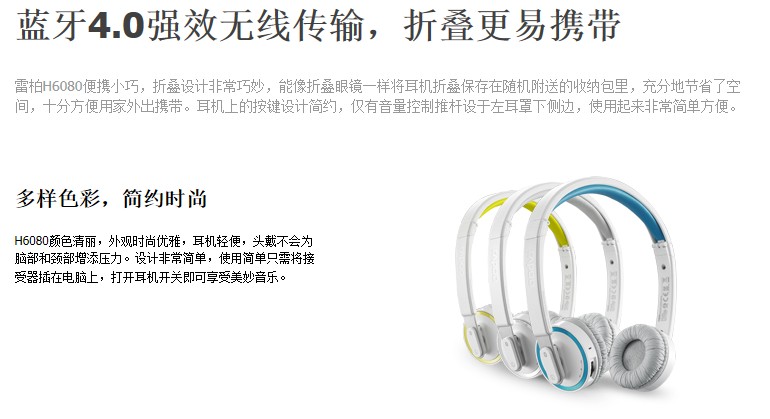 蓝牙4.0强效无线传输，折叠更易携带
雷柏H6080便携小巧，折叠设计非常巧妙，能像折叠眼镜一样将耳机折叠保存在随机附送的收纳包里，充分地节省了空
间，十分方便用家外出携带。耳机上的按键设计简约，仅有音量控制推杆设于左耳罩下侧边，使用起来非常简单方便。
多样色彩，简约时尚
H6080颜色清丽，外观时尚优雅，耳机轻便，头戴不会为
脑部和颈部增添压力。设计非常简单，使用简单只需将接
受器插在电脑上，打开耳机开关即可享受美妙音乐。